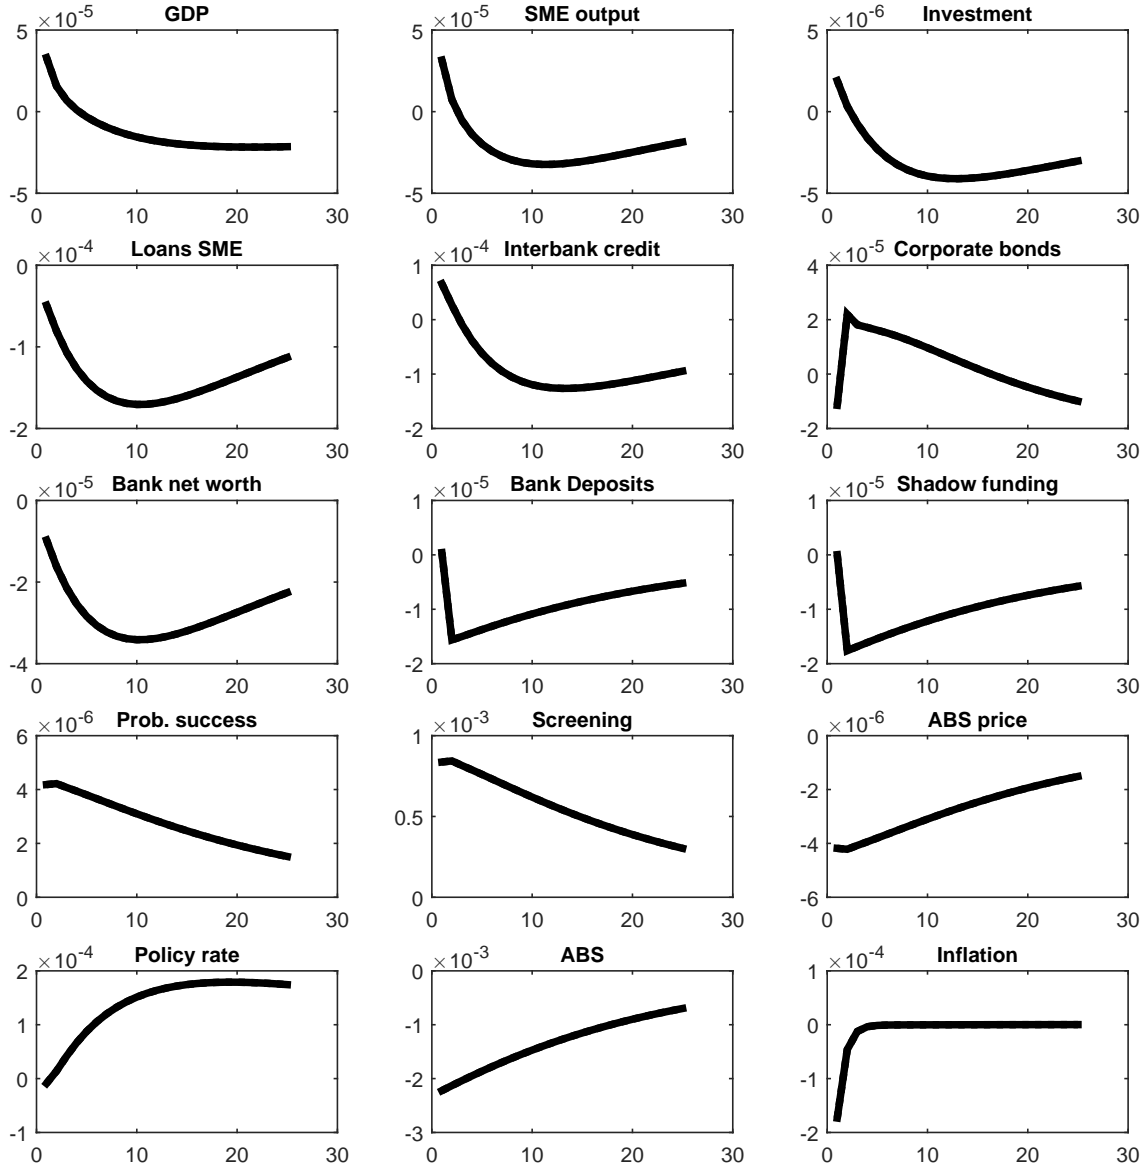 GDP SME output Investment
×10^-5 ×10^-5 ×10^-6
5 5 5
0 0 0
-5 -5 -5
0 10 20 30 0 10 20 30 0 10 20 30
Loans SME Interbank credit Corporate bonds
×10^-4 ×10^-4 ×10^-5
0 1 4
0 2
-1 -1 0
-2 -2 -2
0 10 20 30 0 10 20 30 0 10 20 30
Bank net worth Bank Deposits Shadow funding
×10^-5 ×10^-5 ×10^-5
0 1 1
0 0
-2 -1 -1
-4 -2 -2
0 10 20 30 0 10 20 30 0 10 20 30
Prob. success Screening ABS price
×10^-6 ×10^-3 ×10^-6
6 1 0
4 -2
0.5
2 -4
0 0 -6
0 10 20 30 0 10 20 30 0 10 20 30
Policy rate ABS Inflation
×10^-4 ×10^-3 ×10^-4
2 0 1
1 -1 0
0 -2 -1
-1 -3 -2
0 10 20 30 0 10 20 30 0 10 20 30